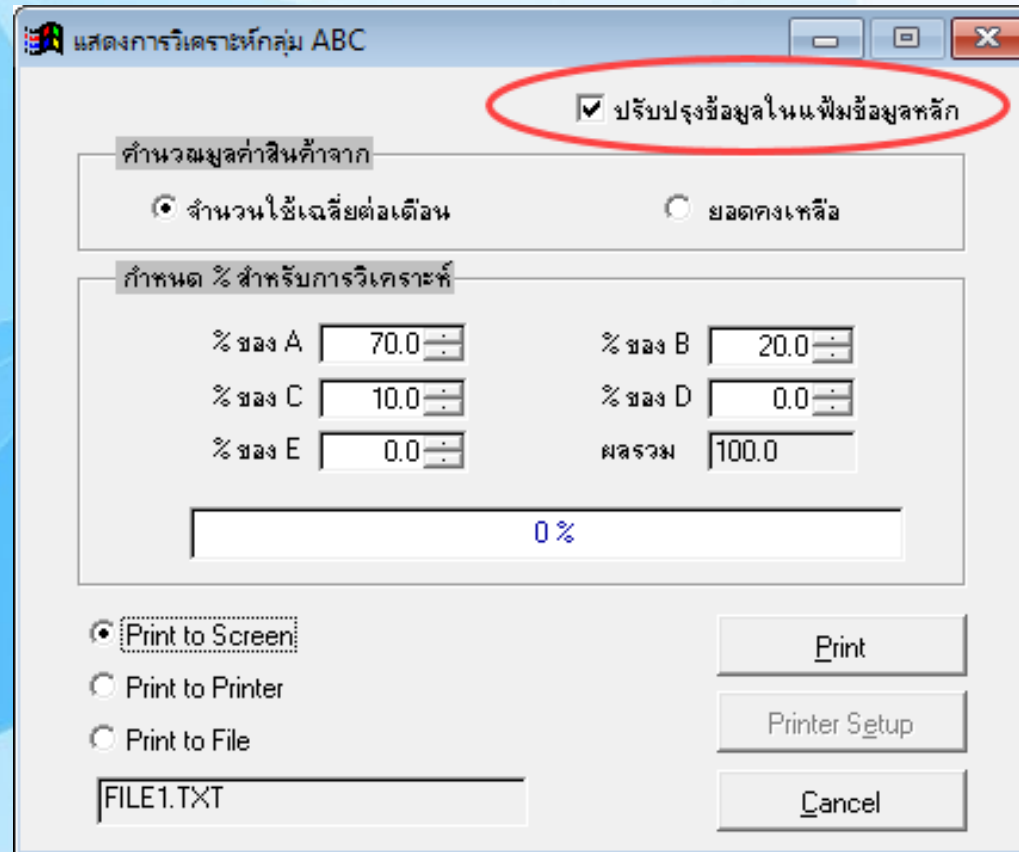 แสดงการวิเคราะห์กลุ่ม ABC
ปรับปรุงข้อมูลในแฟ้มข้อมูลหลัก
คำนวณมูลค่าสินค้าจาก
จำนวนใช้เฉลี่ยต่อเดือน ยอดคงเหลือ
กำหนด % สำหรับการวิเคราะห์
% ของ A 70.0 % ของ B 20.0
% ของ C 10.0 % ของ D 0.0
% ของ E 0.0 ผลรวม 100.0
0 %
Print to Screen
Print
Print to Printer
Printer Setup
Print to File
FILE1.TXT
Cancel